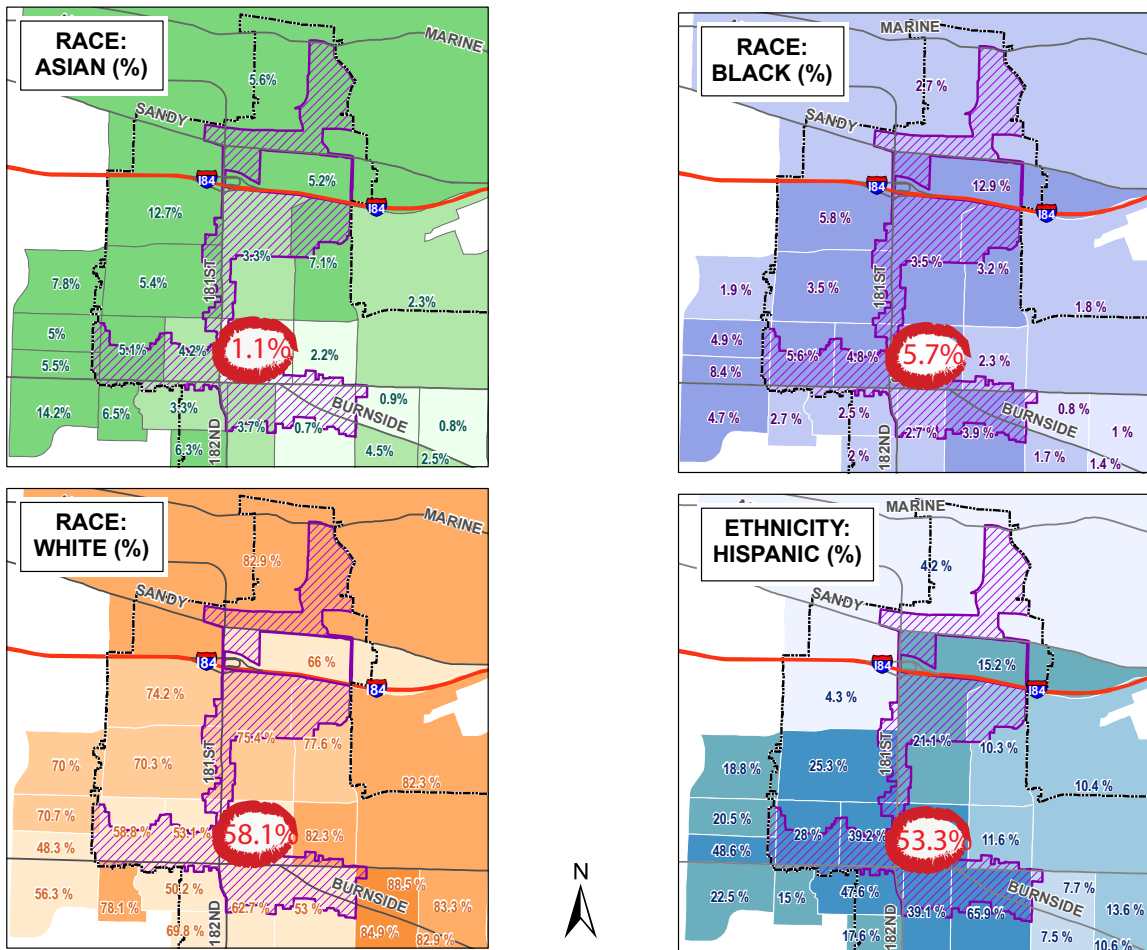 RACE:
ASIAN (%)
MARINE
SANDY
5.6%
I84
5.2%
I84
12.7%
181ST
3.3%
7.1%
7.8%
5.4%
2.3%
5%
5.1%
4.2%
1.1%
2.2%
5.5%
0.9%
BURNSIDE
14.2%
6.5%
3.3%
3.7%
0.7%
0.8%
182ND
6.3%
4.5%
2.5%
RACE:
BLACK (%)
MARINE
SANDY
2.7 %
I84
12.9 %
I84
5.8 %
181ST
3.5 %
3.2 %
1.9 %
3.5 %
1.8 %
4.9 %
5.6 %
4.8 %
5.7%
2.3 %
8.4 %
0.8 %
BURNSIDE
4.7 %
2.7 %
2.5 %
2.7 %
3.9 %
1 %
182ND
2 %
1.7 %
1.4 %
RACE:
WHITE (%)
MARINE
SANDY
82.9 %
I84
66 %
I84
74.2 %
181ST
75.4 %
77.6 %
70 %
70.3 %
82.3 %
70.7 %
58.8 %
53.1 %
58.1%
82.3 %
48.3 %
88.5 %
BURNSIDE
56.3 %
78.1 %
50.2 %
62.7 %
53 %
83.3 %
182ND
69.8 %
84.9 %
82.9 %
N
ETHNICITY:
HISPANIC (%)
MARINE
SANDY
4.2 %
I84
15.2 %
I84
4.3 %
181ST
21.1 %
10.3 %
18.8 %
25.3 %
10.4 %
20.5 %
28 %
39.2 %
53.3%
11.6 %
48.6 %
7.7 %
BURNSIDE
22.5 %
15 %
47.6 %
39.1 %
65.9 %
13.6 %
182ND
17.6 %
7.5 %
10.6 %